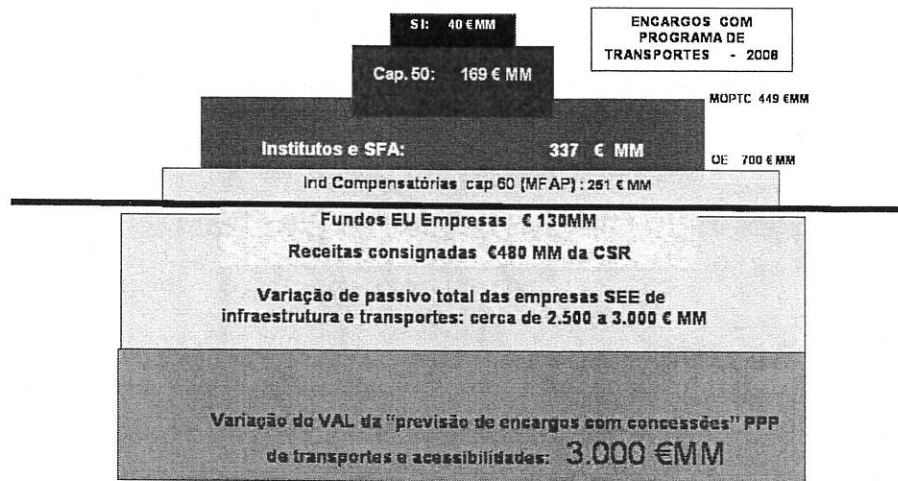 SI: 40 €MM
ENCARGOS COM
PROGRAMA DE
TRANSPORTES - 2008
Cap. 50: 169 € MM
MOPTC 449 €MM
Institutos e SFA: 337 € MM
OE 700 € MM
Ind Compensatórias cap 60 (MFAP) : 251 € MM
Fundos EU Empresas € 130MM
Receitas consignadas €480 MM da CSR
Variação de passivo total das empresas SEE de
infraestrutura e transportes: cerca de 2.500 a 3.000 € MM
Variação do VAL da "previsão de encargos com concessões" PPP
de transportes e acessibilidades: 3.000 €MM